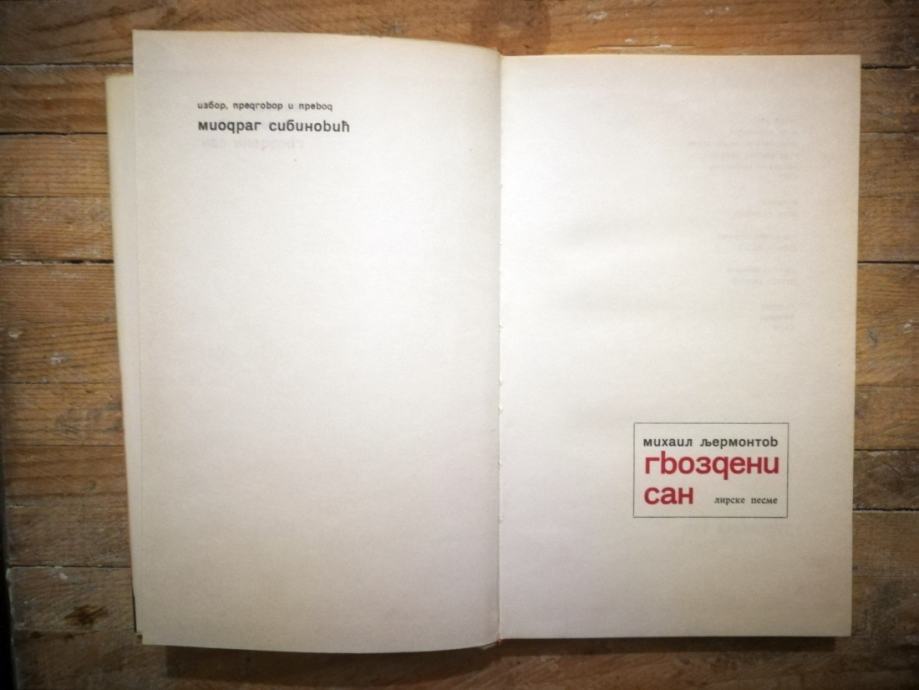 избор, предговор и превод
миодраг сибиновић
михаил љермонтов
гвоздени
сан лирске песме